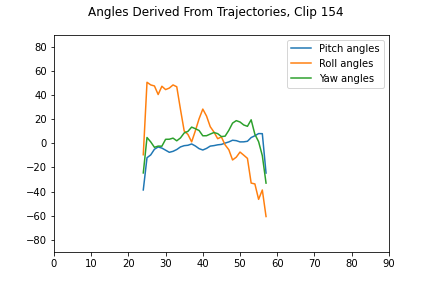 Angles Derived From Trajectories, Clip 154
Pitch angles
Roll angles
Yaw angles
80
60
40
20
0
−20
−40
−60
−80
0 10 20 30 40 50 60 70 80 90